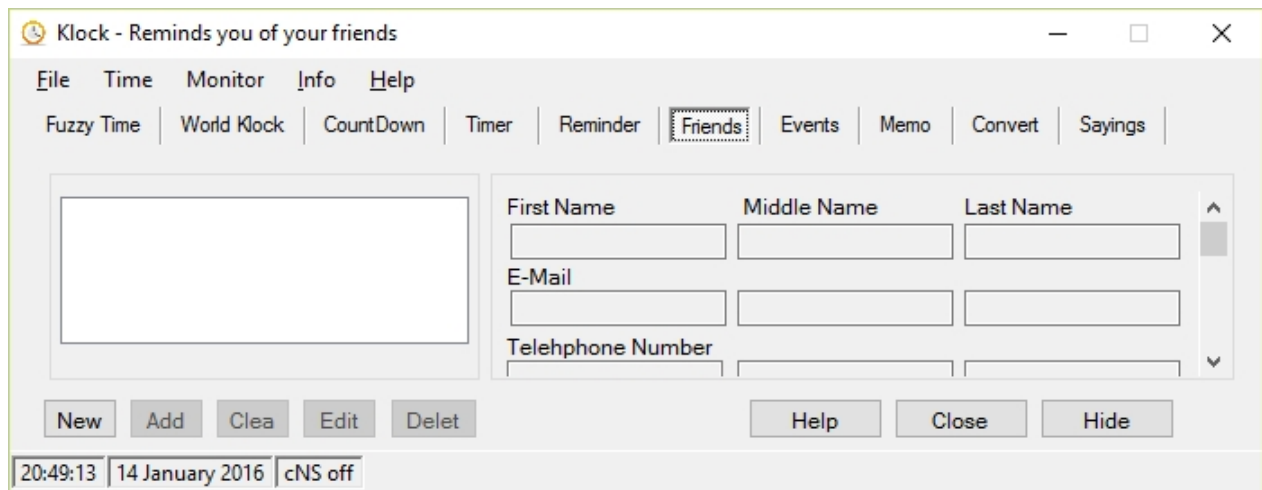 Klock - Reminds you of your friends
File Time Monitor Info Help
Fuzzy Time World Klock CountDown Timer Reminder Friends Events Memo Convert Sayings
First Name Middle Name Last Name
E-Mail
Telehphone Number
New Add Clea Edit Delet Help Close Hide
20:49:13 14 January 2016 cNS off